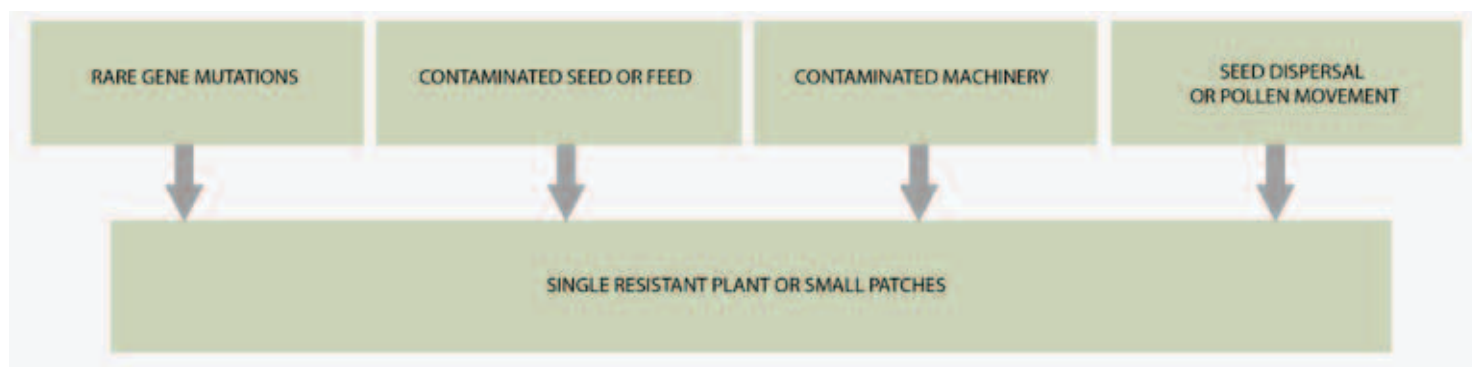 RARE GENE MUTATIONS
CONTAMINATED SEED OR FEED
CONTAMINATED MACHINERY
SEED DISPERSAL
OR POLLEN MOVEMENT
SINGLE RESISTANT PLANT OR SMALL PATCHES